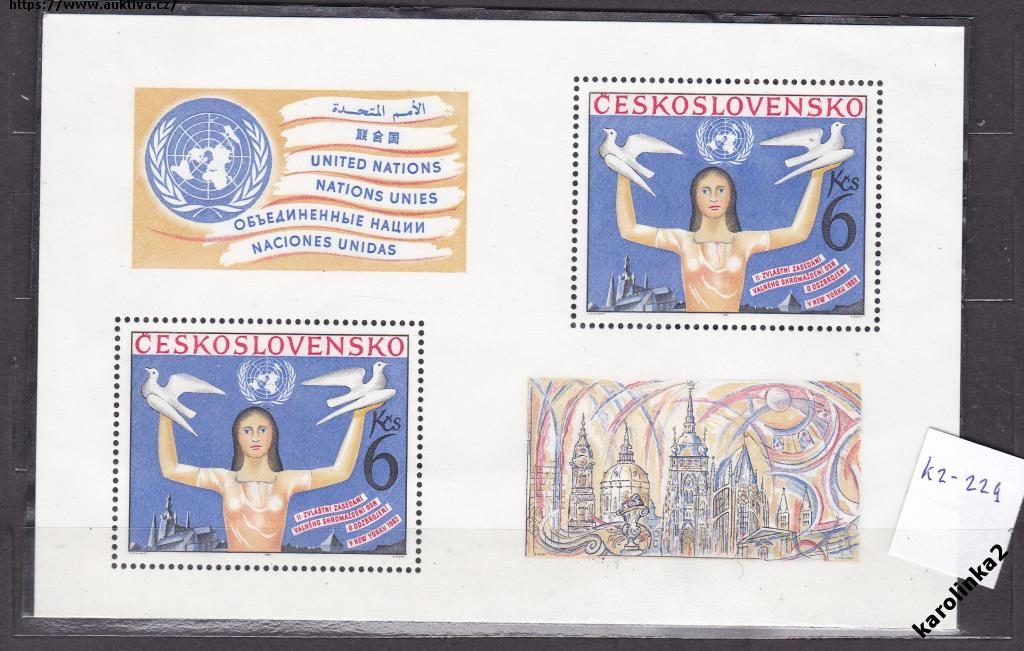 https://www.auktiva.cz/
الأمم المتحدة
联合国
UNITED NATIONS
NATIONS UNIES
ОБЪЕДИНЕННЫЕ НАЦИИ
NACIONES UNIDAS
ČESKOSLOVENSKO
Kčs
6
II. ZVLÁŠTNÍ ZASEDÁNÍ
VALNÉHO SHROMÁŽDĚNÍ OSN
O ODZBROJENÍ
V NEW YORKU 1982
ČESKOSLOVENSKO
Kčs
6
II. ZVLÁŠTNÍ ZASEDÁNÍ
VALNÉHO SHROMÁŽDĚNÍ OSN
O ODZBROJENÍ
V NEW YORKU 1982
k2-229
karolinka2